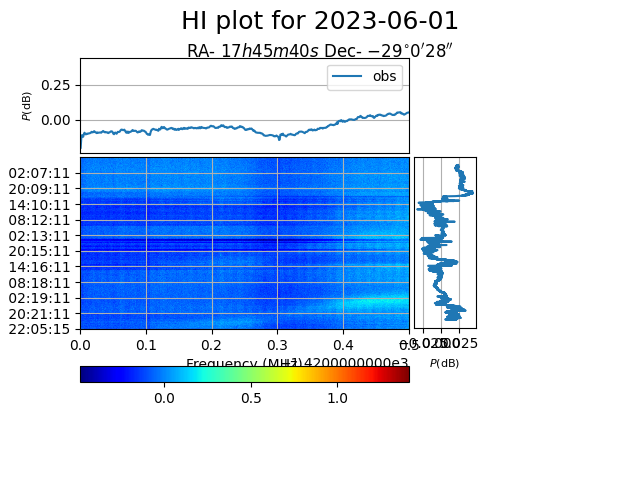 HI plot for 2023-06-01
RA- 17h45m40s Dec- −29°0′28″
P(dB)
0.25
0.00
obs
02:07:11
20:09:11
14:10:11
08:12:11
02:13:11
20:15:11
14:16:11
08:18:11
02:19:11
20:21:11
22:05:15
0.0 0.1 0.2 0.3 0.4 0.5
Frequency (MHz)
P(dB)
0.0 0.5 1.0